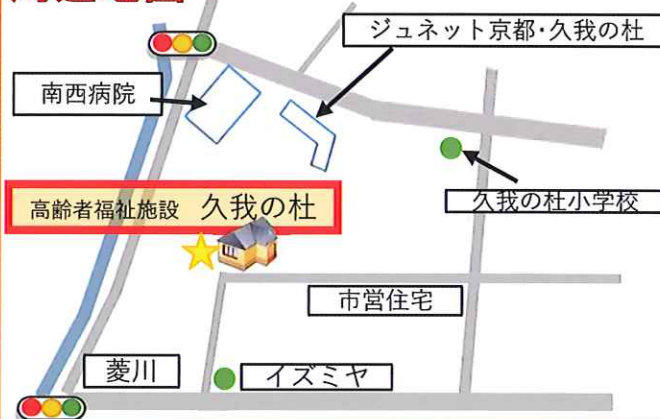 ジュネット京都・久我の杜
南西病院
久我の杜小学校
高齢者福祉施設 久我の杜
市営住宅
菱川
イズミヤ